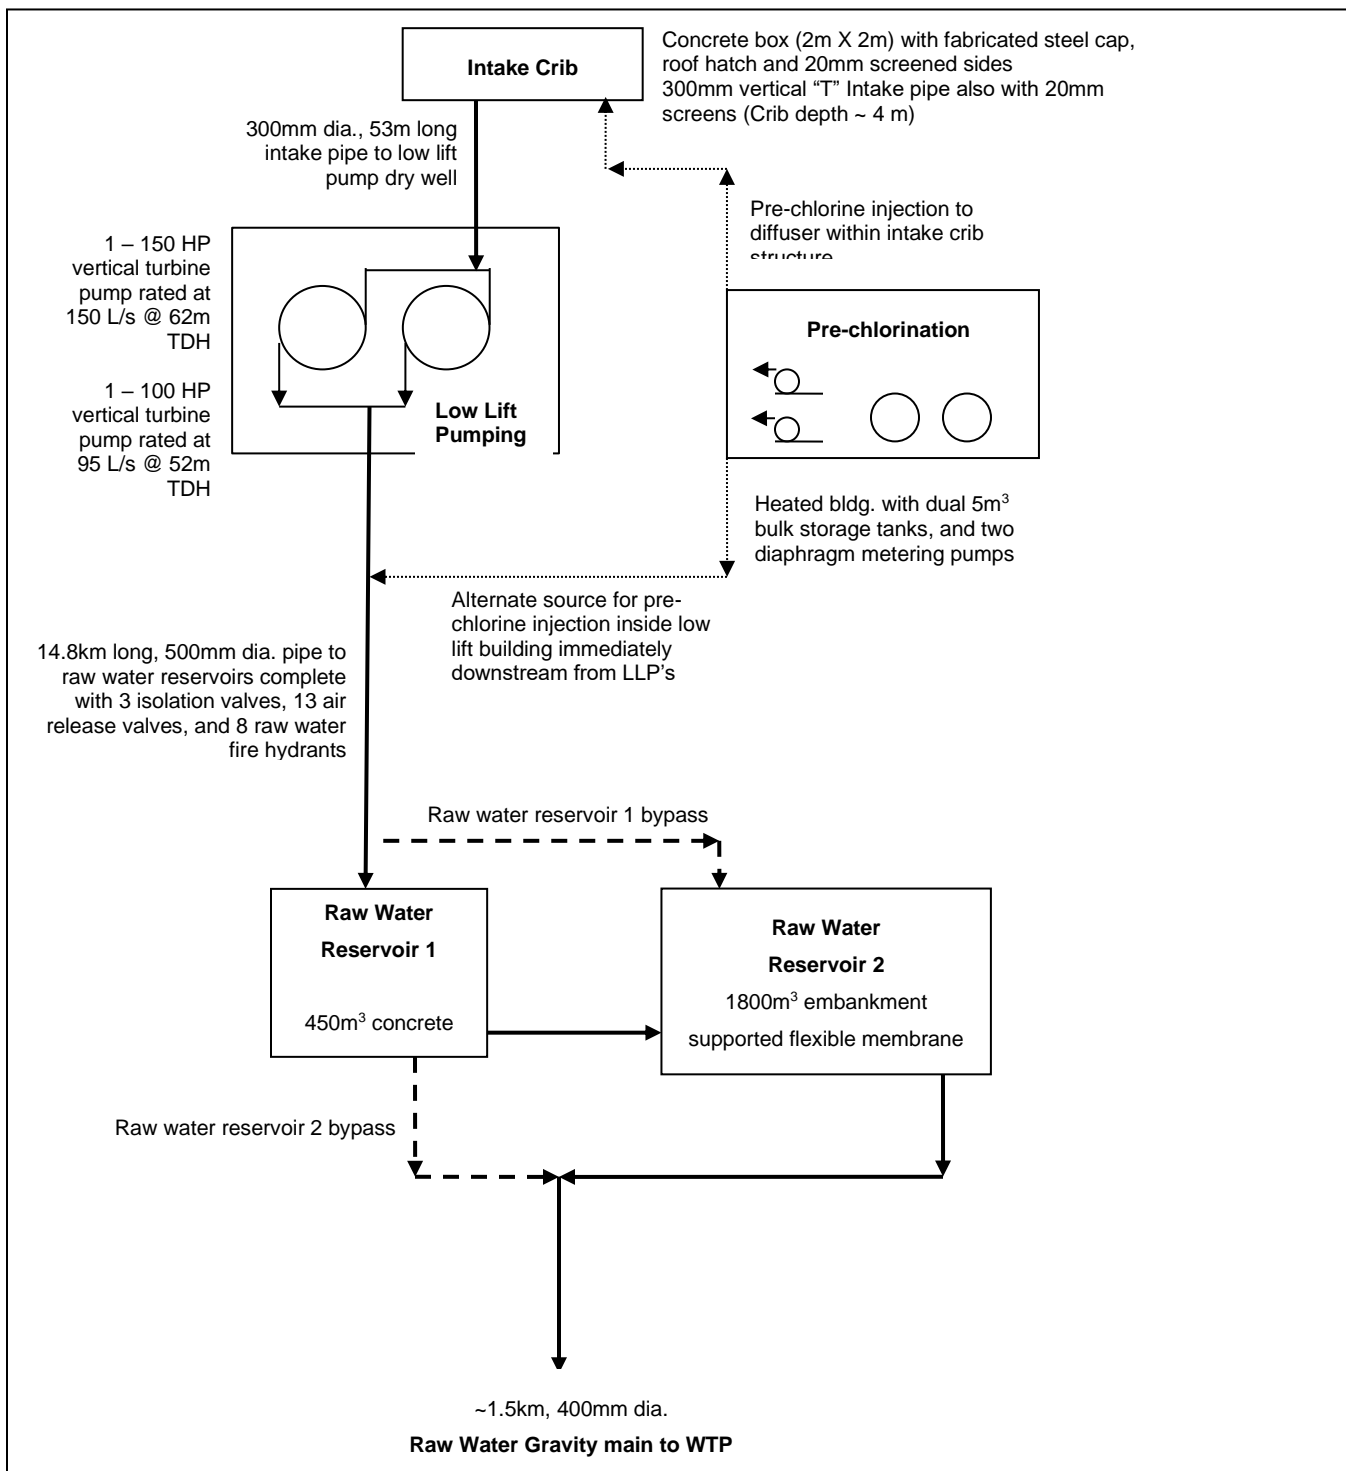 Intake Crib
Concrete box (2m X 2m) with fabricated steel cap,
roof hatch and 20mm screened sides
300mm vertical “T” Intake pipe also with 20mm
screens (Crib depth ~ 4 m)
300mm dia., 53m long
intake pipe to low lift
pump dry well
Pre-chlorine injection to
diffuser within intake crib
structure
1 – 150 HP
vertical turbine
pump rated at
150 L/s @ 62m
TDH
1 – 100 HP
vertical turbine
pump rated at
95 L/s @ 52m
TDH
Low Lift
Pumping
Pre-chlorination
Heated bldg. with dual 5m³
bulk storage tanks, and two
diaphragm metering pumps
Alternate source for pre-
chlorine injection inside low
lift building immediately
downstream from LLP’s
14.8km long, 500mm dia. pipe to
raw water reservoirs complete
with 3 isolation valves, 13 air
release valves, and 8 raw water
fire hydrants
Raw water reservoir 1 bypass
Raw Water
Reservoir 1
450m³ concrete
Raw Water
Reservoir 2
1800m³ embankment
supported flexible membrane
Raw water reservoir 2 bypass
~1.5km, 400mm dia.
Raw Water Gravity main to WTP